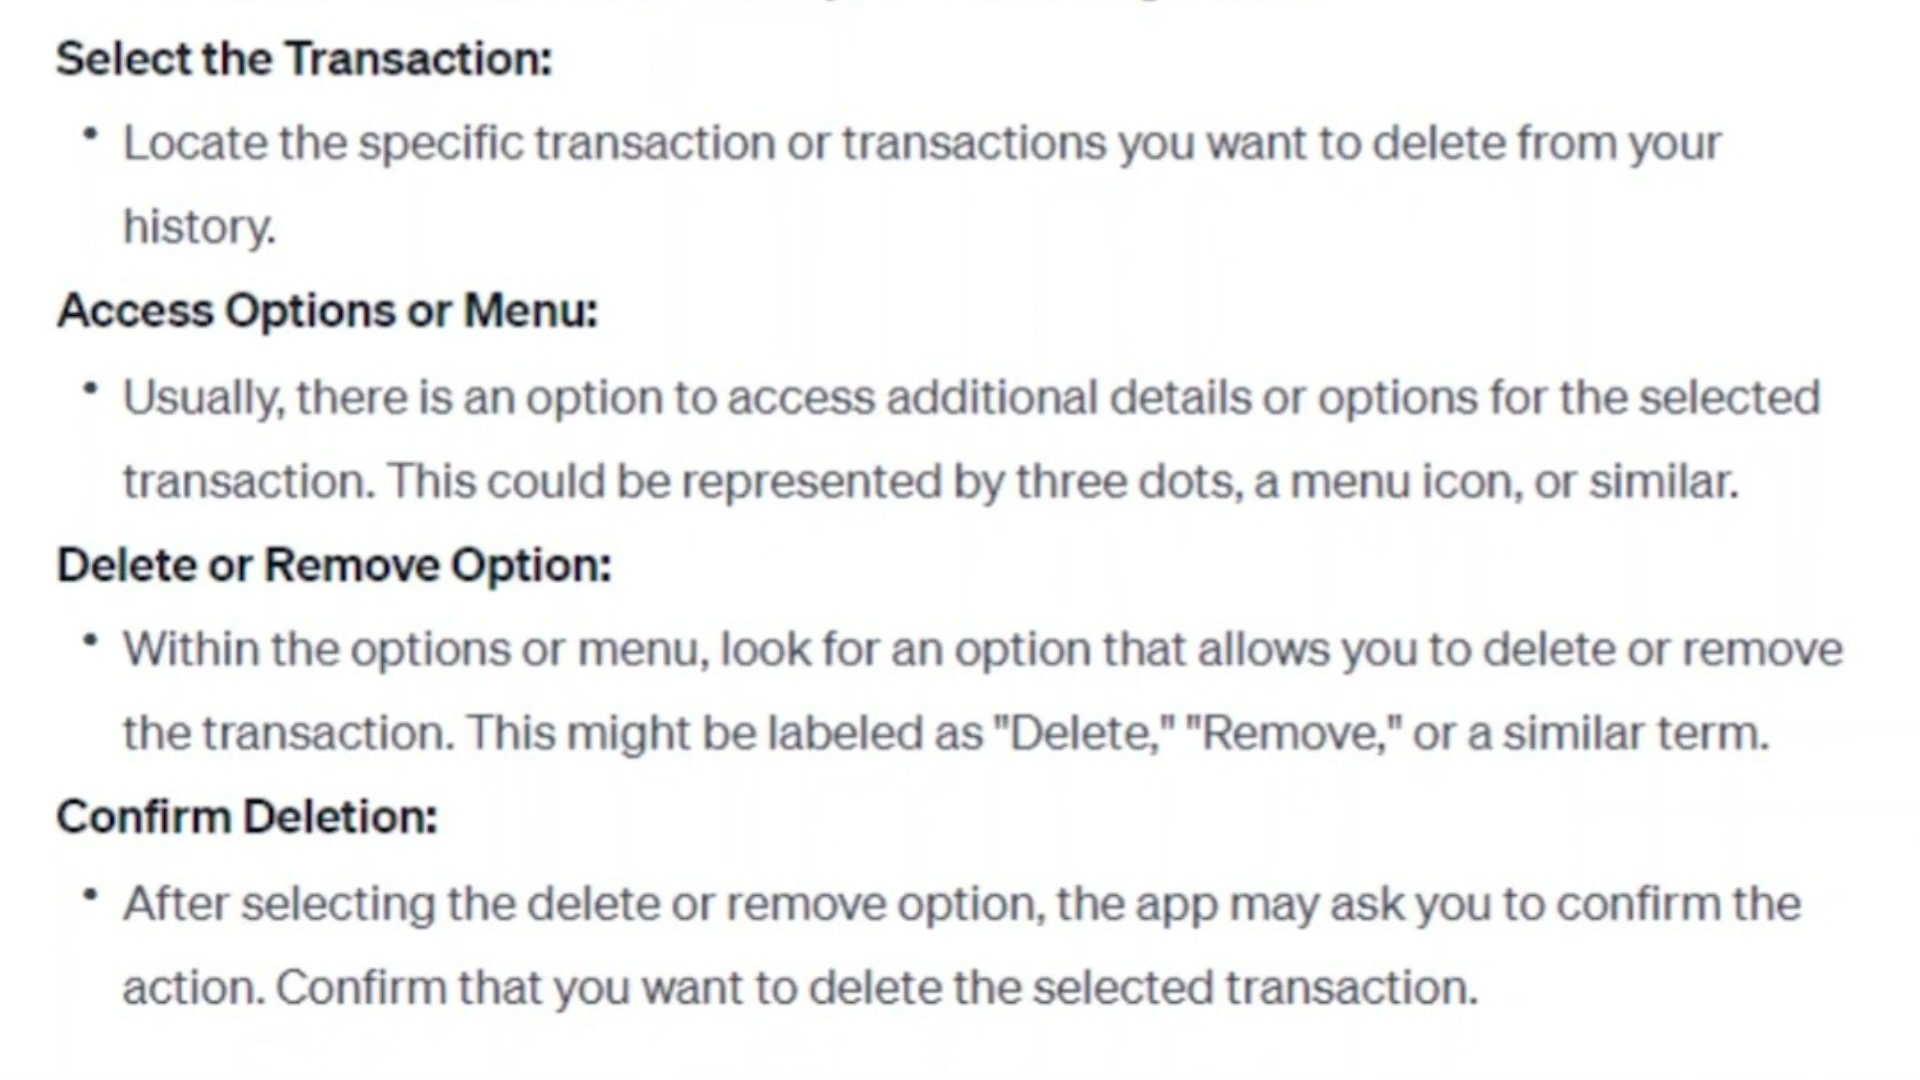 Select the Transaction:
• Locate the specific transaction or transactions you want to delete from your
history.
Access Options or Menu:
• Usually, there is an option to access additional details or options for the selected
transaction. This could be represented by three dots, a menu icon, or similar.
Delete or Remove Option:
• Within the options or menu, look for an option that allows you to delete or remove
the transaction. This might be labeled as "Delete," "Remove," or a similar term.
Confirm Deletion:
• After selecting the delete or remove option, the app may ask you to confirm the
action. Confirm that you want to delete the selected transaction.